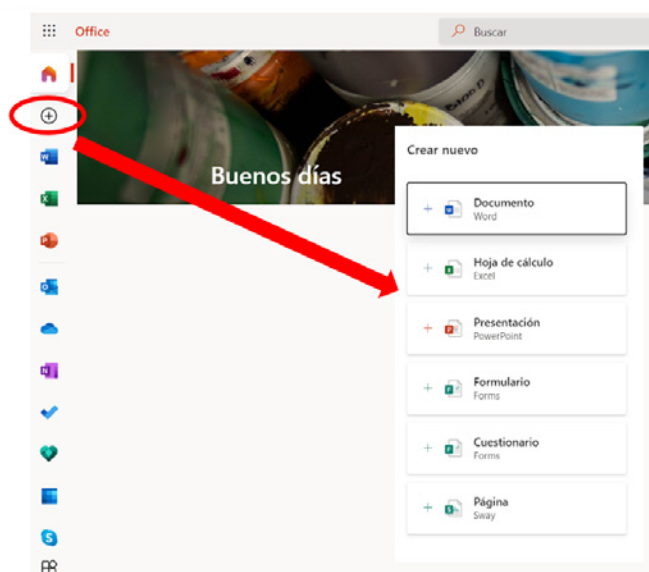 Office
Buscar
Buenos días
Crear nuevo
Documento
Word
Hoja de cálculo
Excel
Presentación
PowerPoint
Formulario
Forms
Cuestionario
Forms
Página
Sway